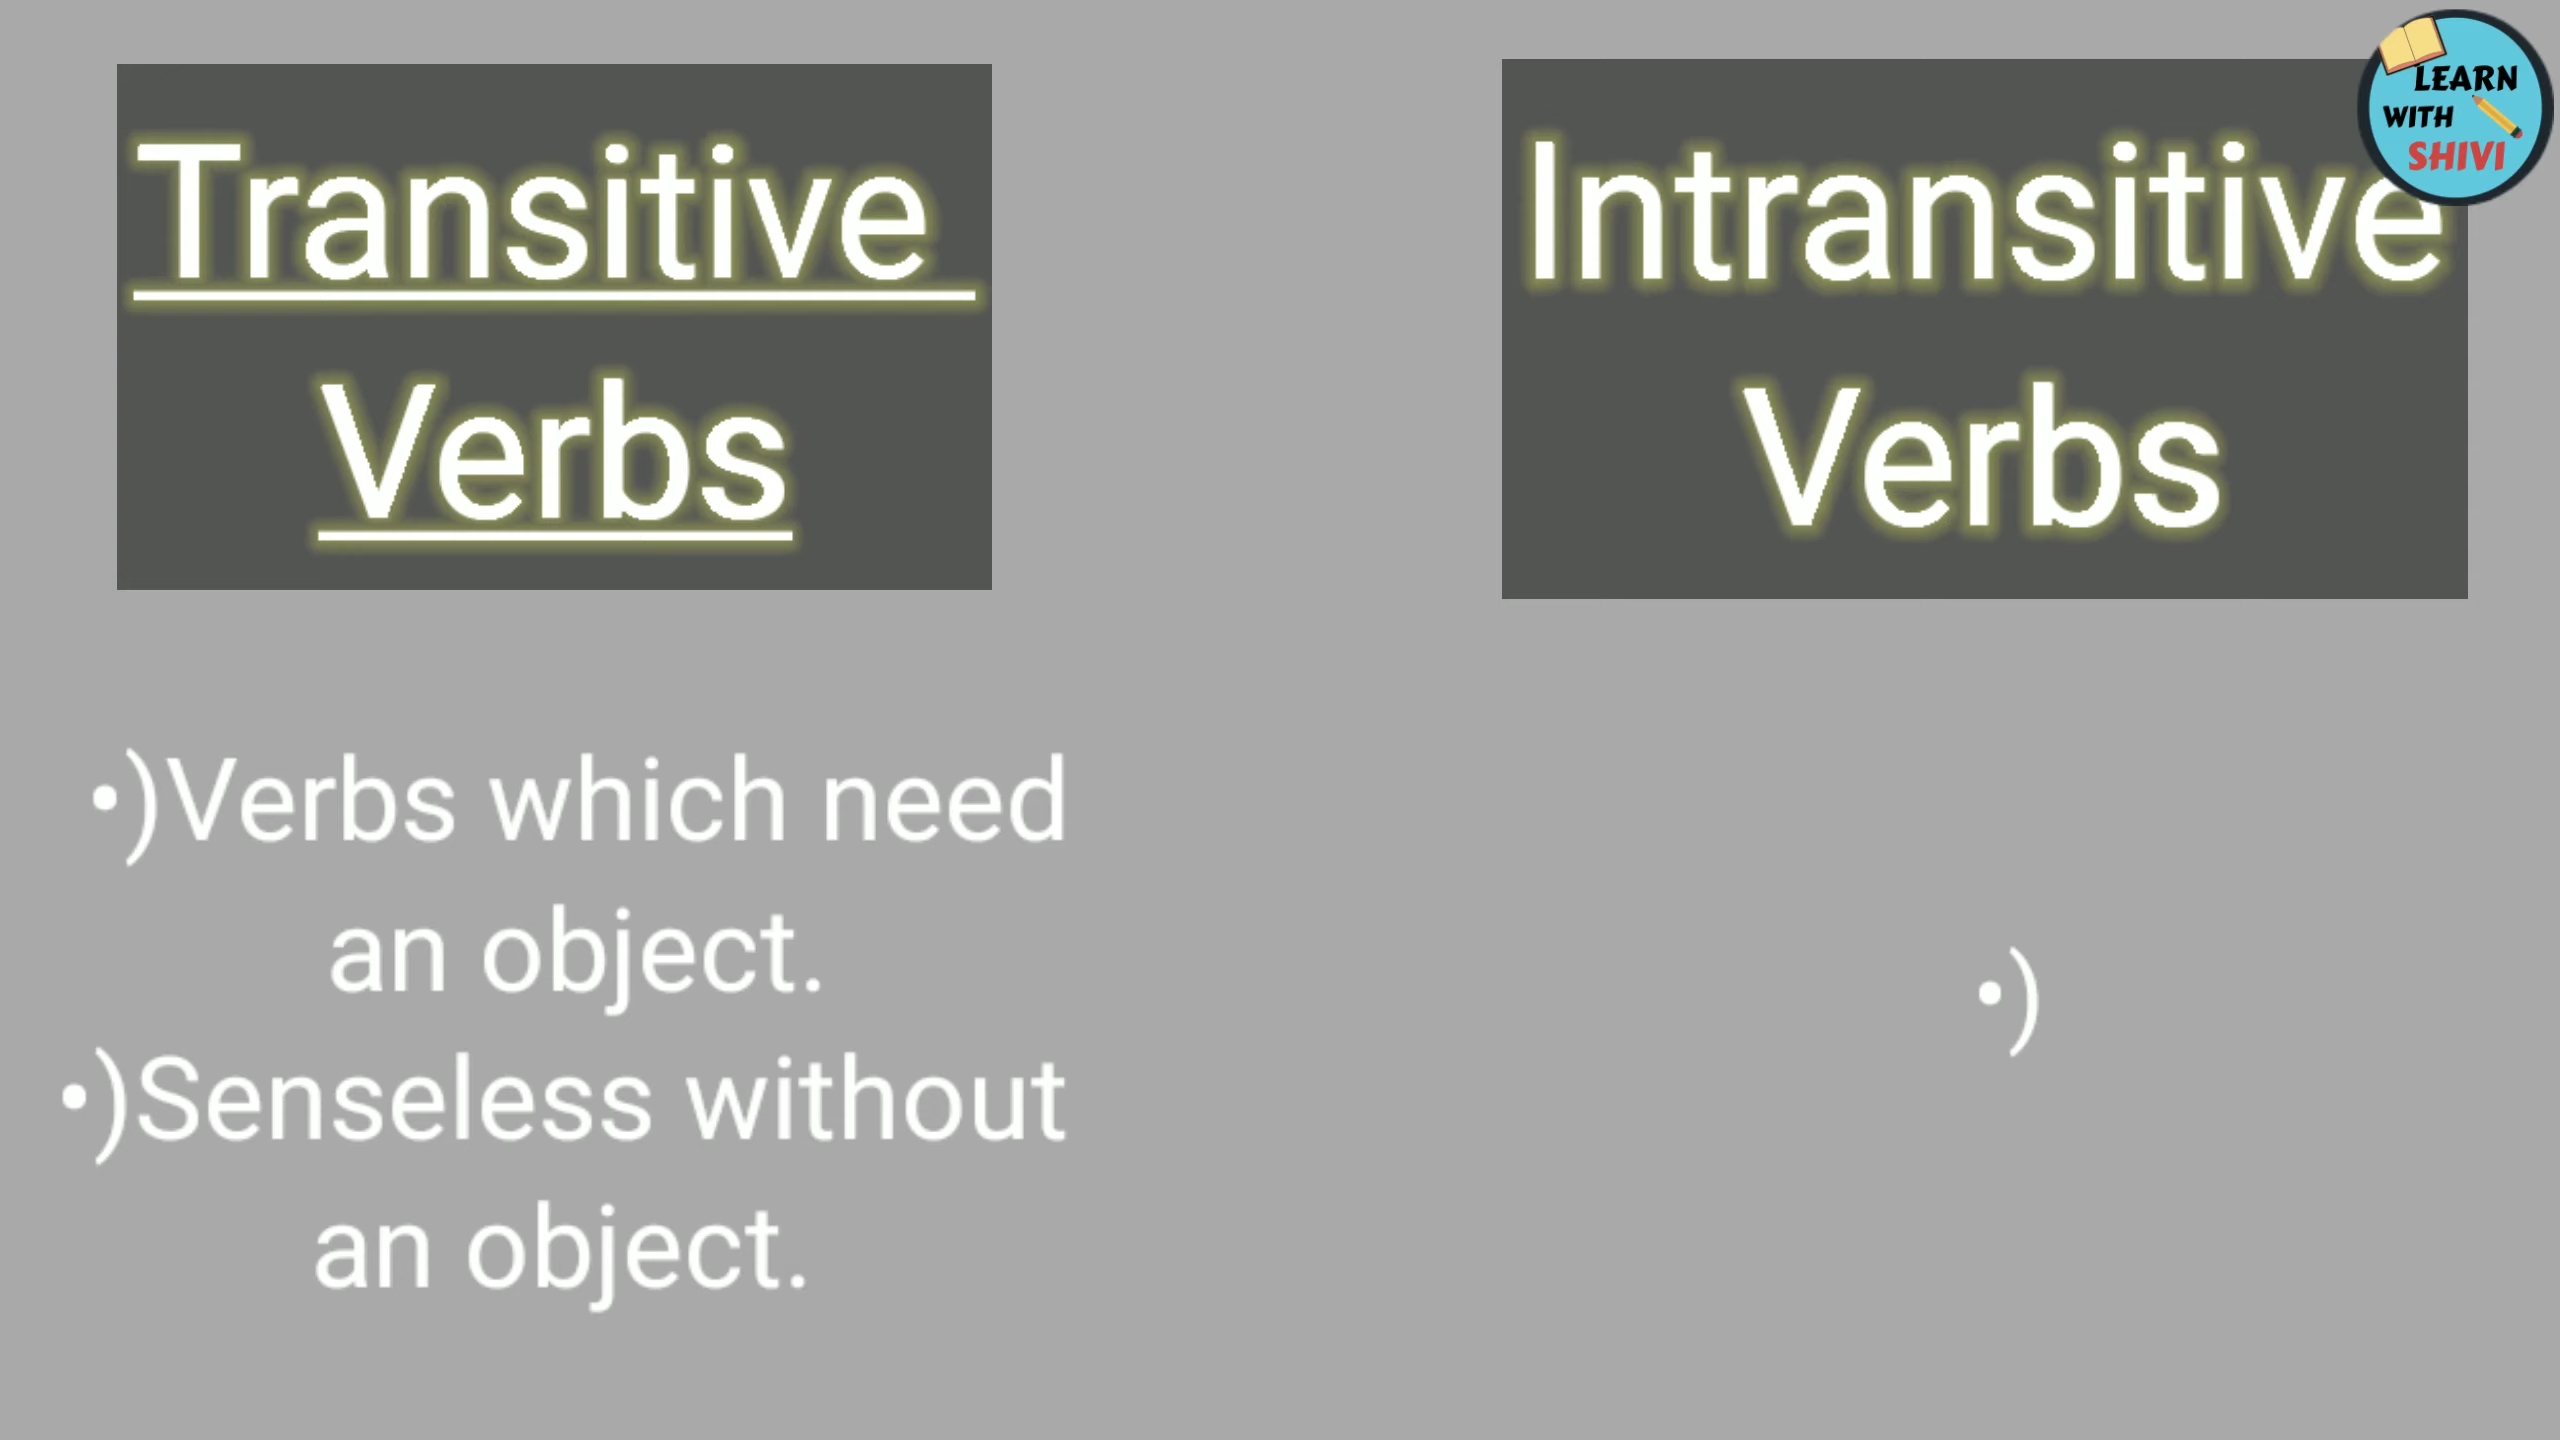 Transitive
Verbs
•)Verbs which need
an object.
•)Senseless without
an object.
Intransitive
Verbs
•)
LEARN
WITH
SHIVI